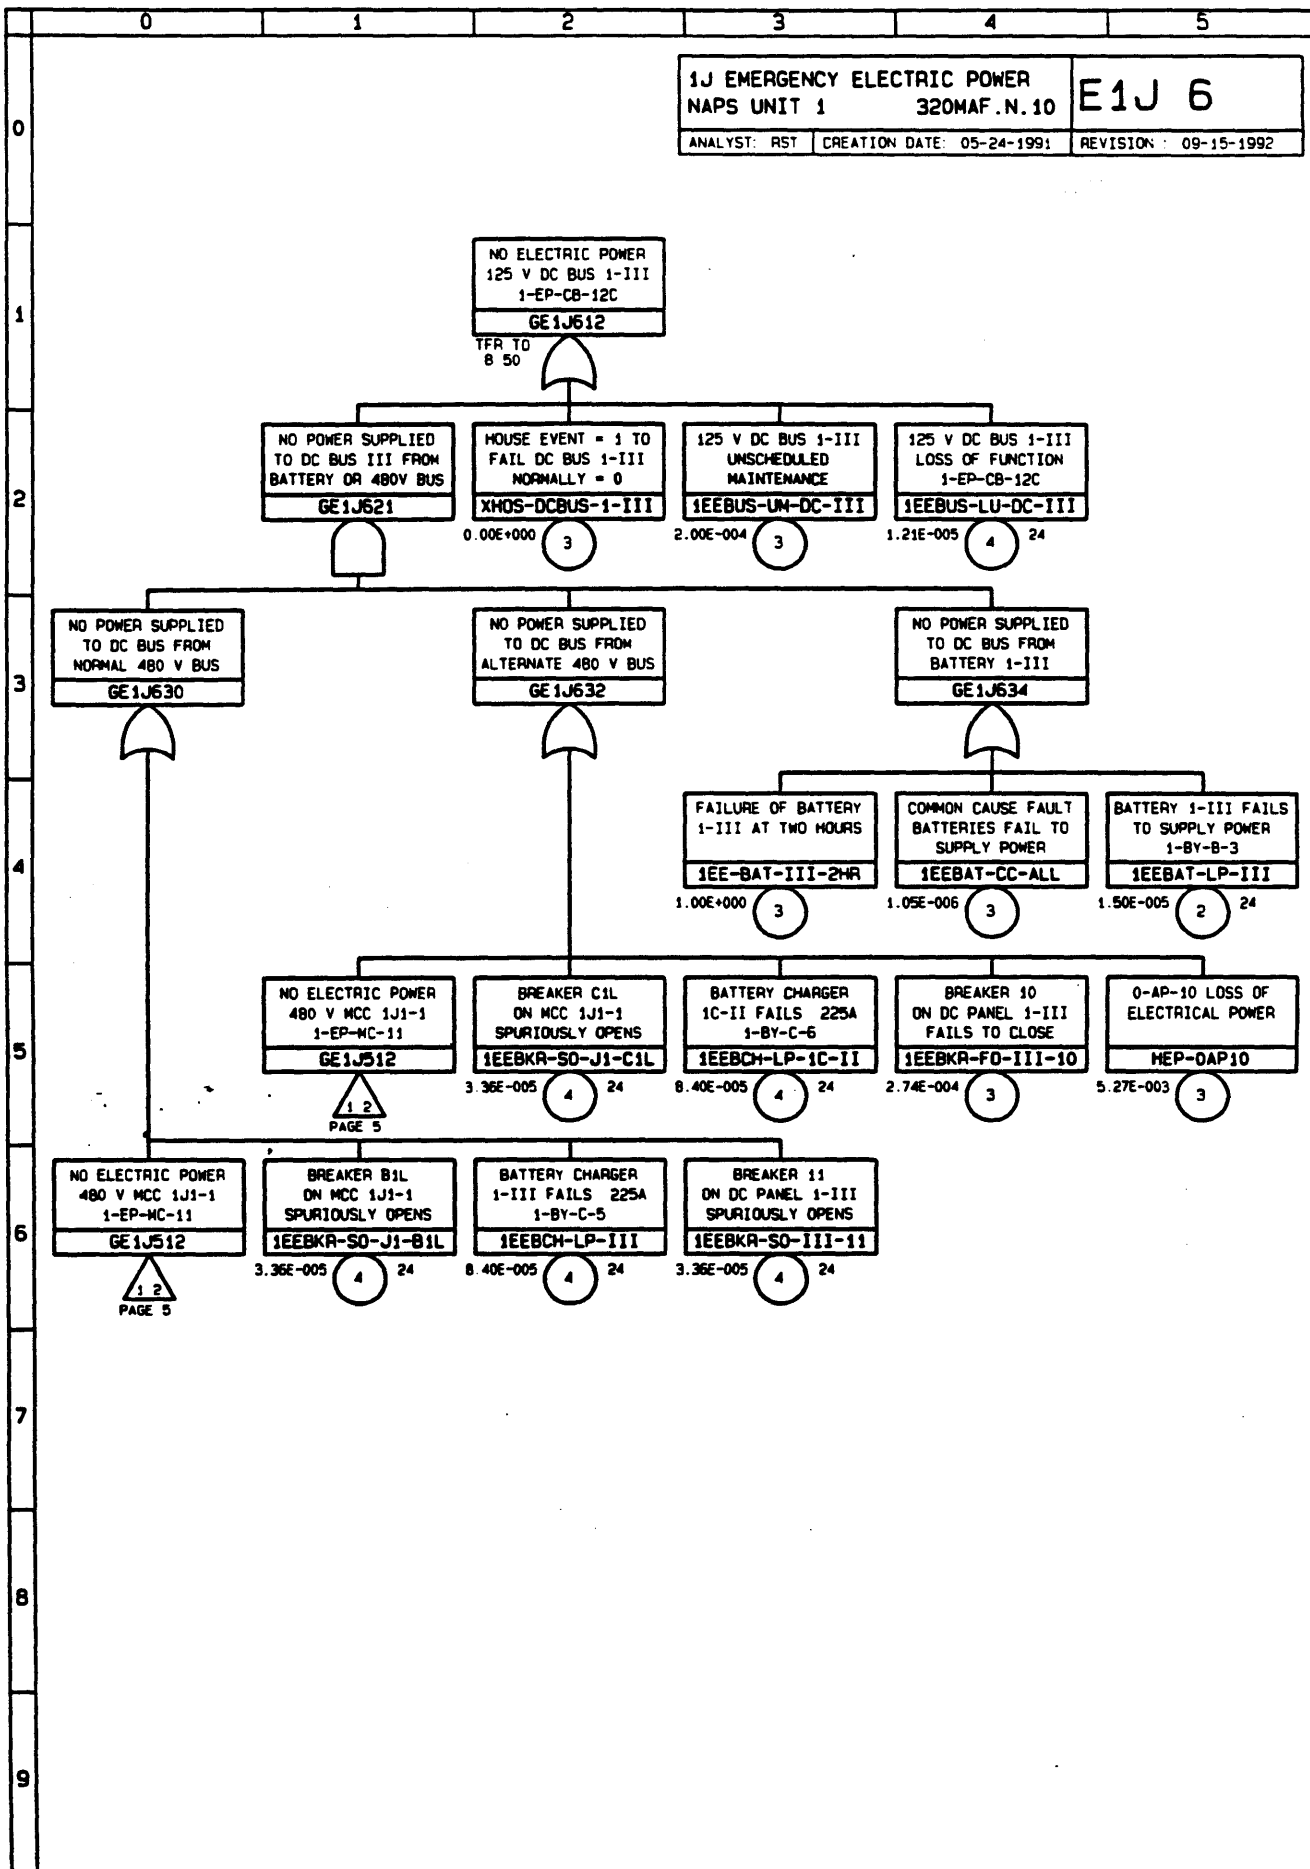 0 1 2 3 4 5
1J EMERGENCY ELECTRIC POWER
NAPS UNIT 1 320MAF.N.10
E1J 6
ANALYST: RST CREATION DATE: 05-24-1991 REVISION : 09-15-1992
0
NO ELECTRIC POWER
125 V DC BUS 1-III
1-EP-CB-12C
GE1J612
TFR TO
8 50
1
NO POWER SUPPLIED
TO DC BUS III FROM
BATTERY OR 480V BUS
GE1J621
HOUSE EVENT = 1 TO
FAIL DC BUS 1-III
NORMALLY = 0
XHOS-DCBUS-1-III
0.00E+000 3
125 V DC BUS 1-III
UNSCHEDULED
MAINTENANCE
1EEBUS-UM-DC-III
2.00E-004 3
125 V DC BUS 1-III
LOSS OF FUNCTION
1-EP-CB-12C
1EEBUS-LU-DC-III
1.21E-005 4 24
2
NO POWER SUPPLIED
TO DC BUS FROM
NORMAL 480 V BUS
GE1J630
NO POWER SUPPLIED
TO DC BUS FROM
ALTERNATE 480 V BUS
GE1J632
NO POWER SUPPLIED
TO DC BUS FROM
BATTERY 1-III
GE1J634
3
FAILURE OF BATTERY
1-III AT TWO HOURS
1EE-BAT-III-2HR
1.00E+000 3
COMMON CAUSE FAULT
BATTERIES FAIL TO
SUPPLY POWER
1EEBAT-CC-ALL
1.05E-006 3
BATTERY 1-III FAILS
TO SUPPLY POWER
1-BY-B-3
1EEBAT-LP-III
1.50E-005 2 24
4
NO ELECTRIC POWER
480 V MCC 1J1-1
1-EP-MC-11
GE1J512
1 2
PAGE 5
BREAKER C1L
ON MCC 1J1-1
SPURIOUSLY OPENS
1EEBKR-SO-J1-C1L
3.36E-005 4 24
BATTERY CHARGER
1C-II FAILS 225A
1-BY-C-6
1EEBCH-LP-1C-II
8.40E-005 4 24
BREAKER 10
ON DC PANEL 1-III
FAILS TO CLOSE
1EEBKR-FO-III-10
2.74E-004 3
0-AP-10 LOSS OF
ELECTRICAL POWER
HEP-0AP10
5.27E-003 3
5
NO ELECTRIC POWER
480 V MCC 1J1-1
1-EP-MC-11
GE1J512
1 2
PAGE 5
BREAKER B1L
ON MCC 1J1-1
SPURIOUSLY OPENS
1EEBKR-SO-J1-B1L
3.36E-005 4 24
BATTERY CHARGER
1-III FAILS 225A
1-BY-C-5
1EEBCH-LP-III
8.40E-005 4 24
BREAKER 11
ON DC PANEL 1-III
SPURIOUSLY OPENS
1EEBKR-SO-III-11
3.36E-005 4 24
6
7
8
9